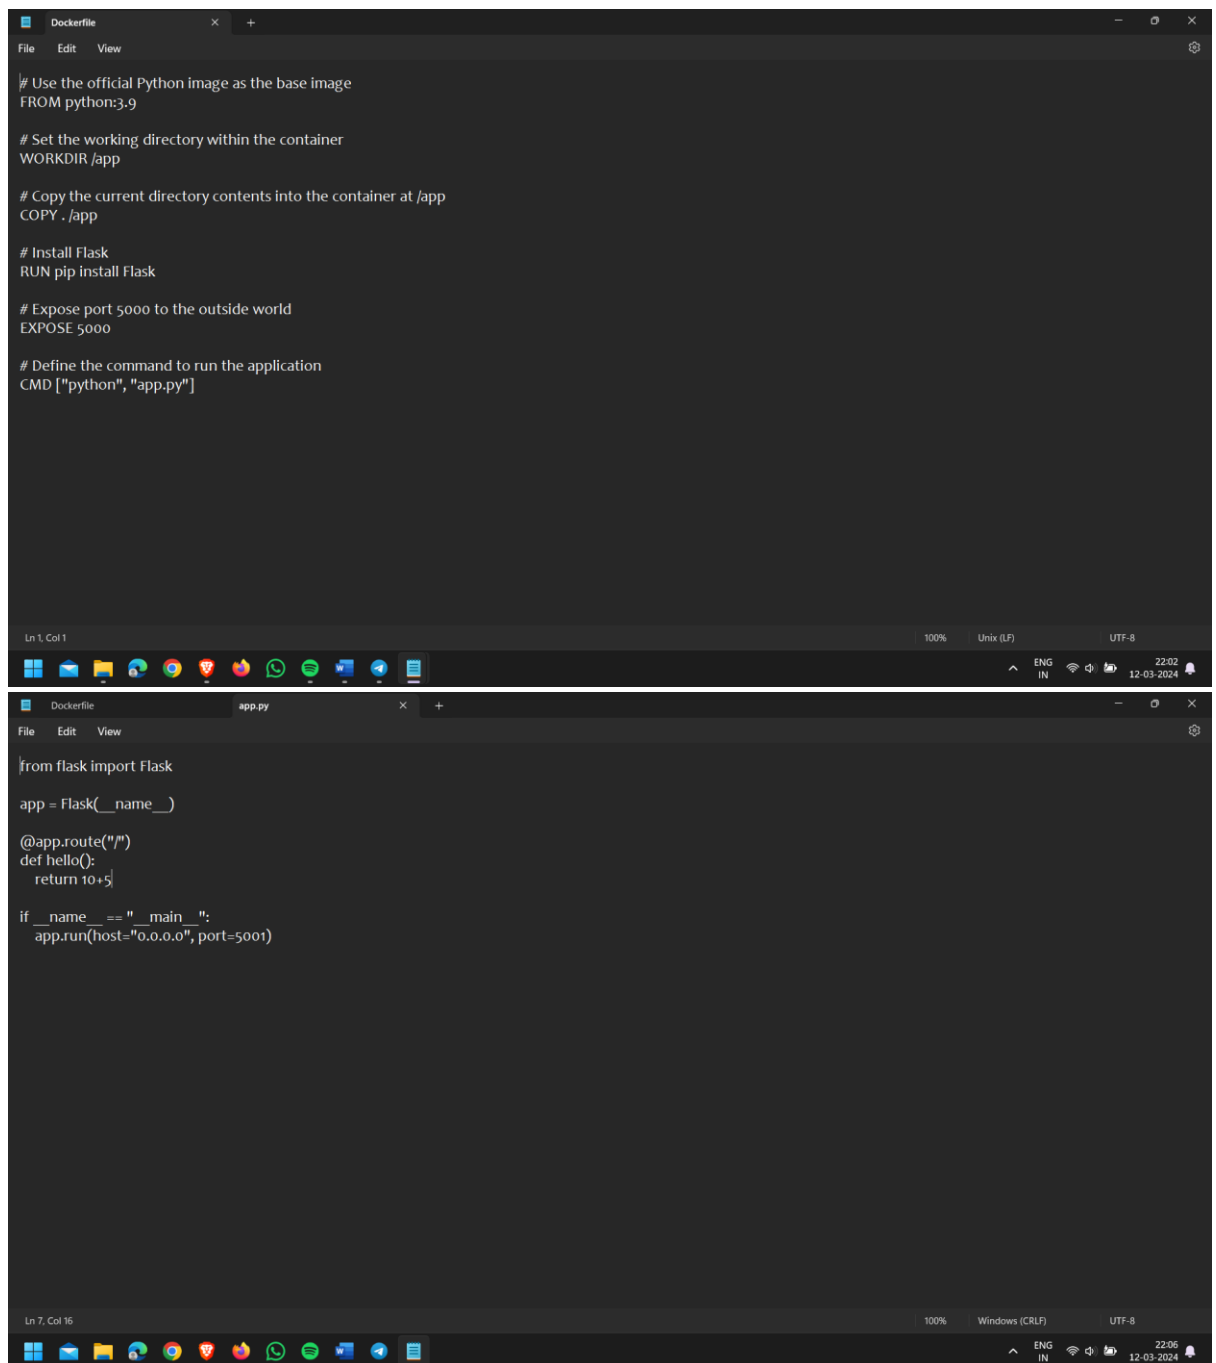 Dockerfile
File Edit View
# Use the official Python image as the base image
FROM python:3.9
# Set the working directory within the container
WORKDIR /app
# Copy the current directory contents into the container at /app
COPY . /app
# Install Flask
RUN pip install Flask
# Expose port 5000 to the outside world
EXPOSE 5000
# Define the command to run the application
CMD ["python", "app.py"]
Ln 1, Col 1 100% Unix (LF) UTF-8
ENG 22:02
IN 12-03-2024
Dockerfile app.py
File Edit View
from flask import Flask
app = Flask(__name__)
@app.route("/")
def hello():
    return 10+5
if __name__ == "__main__":
    app.run(host="0.0.0.0", port=5001)
Ln 7, Col 16 100% Windows (CRLF) UTF-8
ENG 22:06
IN 12-03-2024